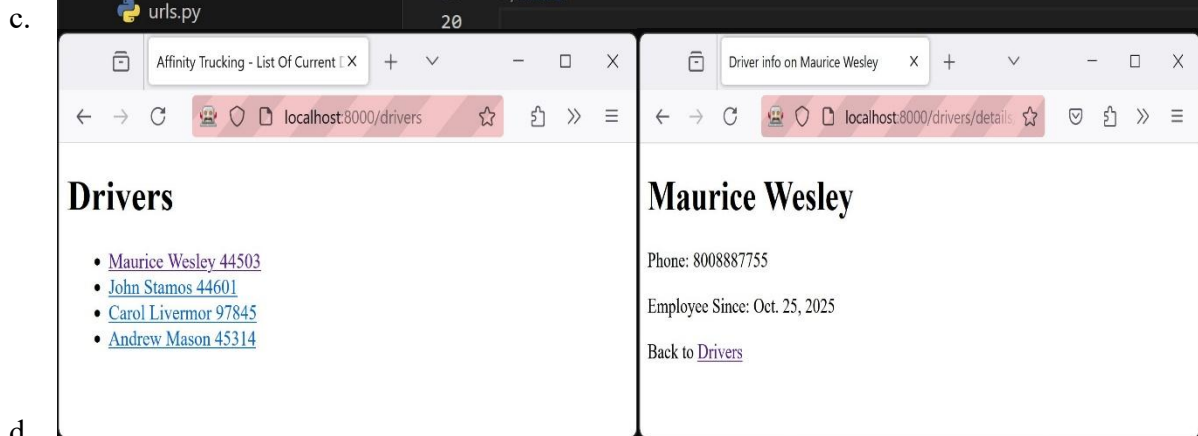 c.
urls.py
20
Affinity Trucking - List Of Current
localhost:8000/drivers
Drivers
Maurice Wesley 44503
John Stamos 44601
Carol Livermor 97845
Andrew Mason 45314
Driver info on Maurice Wesley
localhost:8000/drivers/details
Maurice Wesley
Phone: 8008887755
Employee Since: Oct. 25, 2025
Back to Drivers
d.